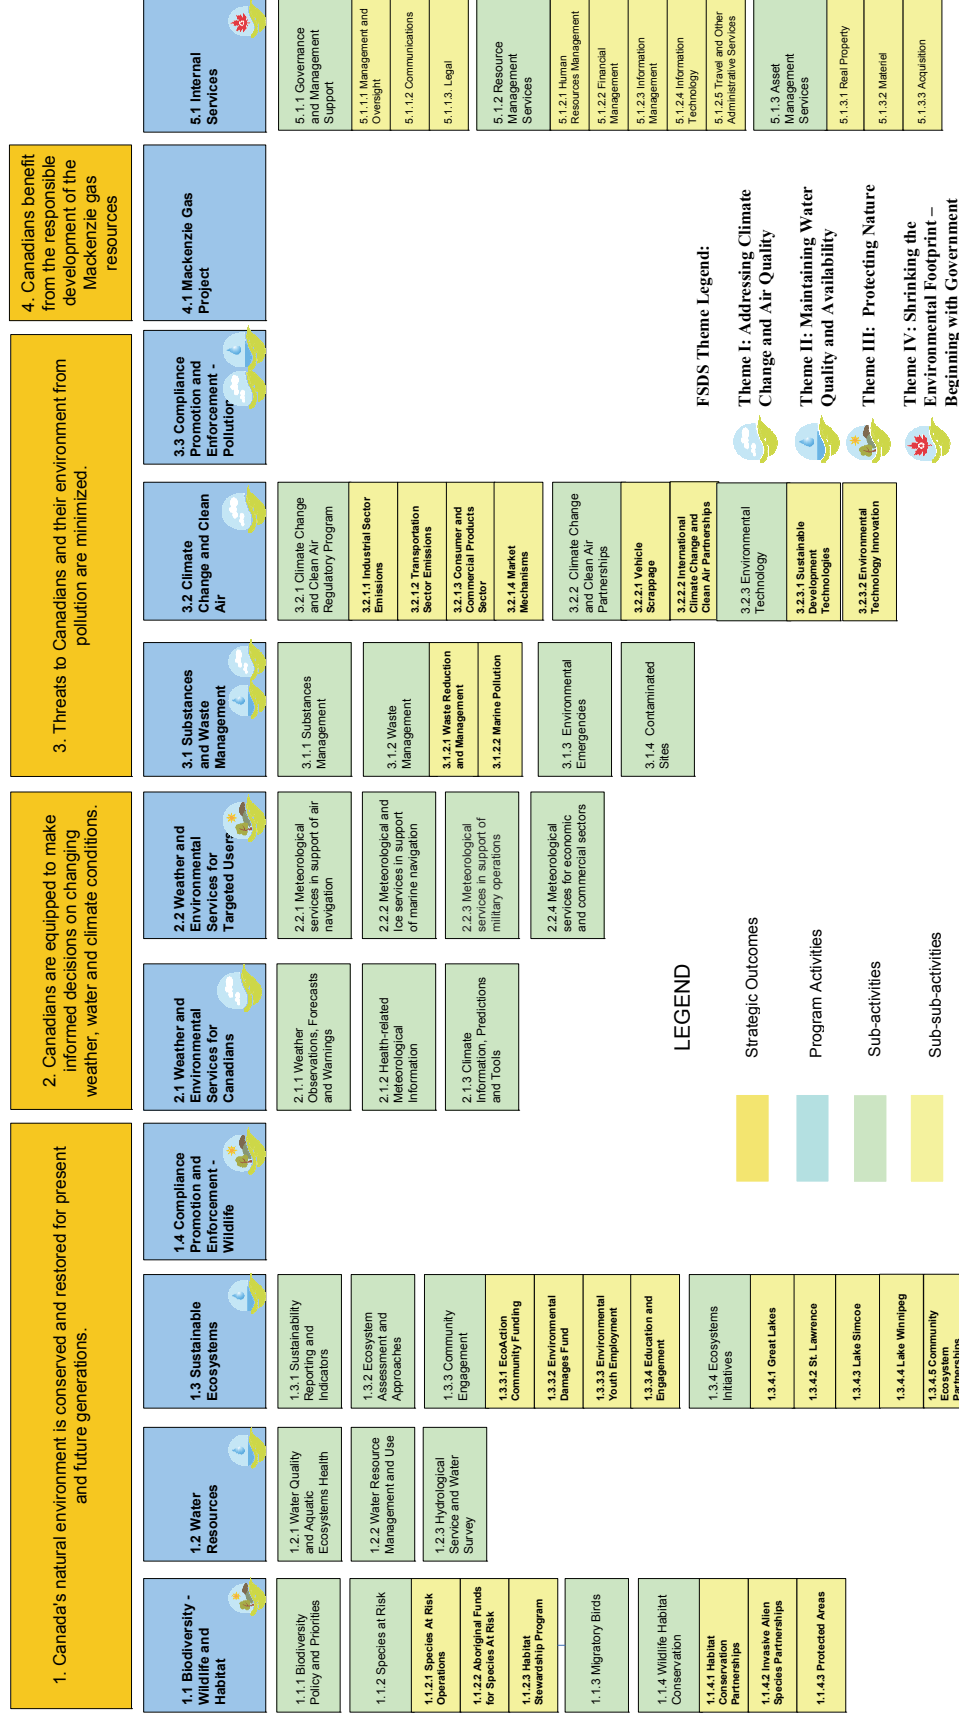 1. Canada's natural environment is conserved and restored for present
and future generations.
2. Canadians are equipped to make
informed decisions on changing
weather, water and climate conditions.
3. Threats to Canadians and their environment from
pollution are minimized.
4. Canadians benefit
from the responsible
development of the
Mackenzie gas
resources
1.1 Biodiversity -
Wildlife and
Habitat
1.2 Water
Resources
1.3 Sustainable
Ecosystems
1.4 Compliance
Promotion and
Enforcement -
Wildlife
2.1 Weather and
Environmental
Services for
Canadians
2.2 Weather and
Environmental
Services for
Targeted Users
3.1 Substances
and Waste
Management
3.2 Climate
Change and Clean
Air
3.3 Compliance
Promotion and
Enforcement -
Pollution
4.1 Mackenzie Gas
Project
5.1 Internal
Services
1.1.1 Biodiversity
Policy and Priorities
1.1.2 Species at Risk
1.1.2.1 Species At Risk
Operations
1.1.2.2 Aboriginal Funds
for Species At Risk
1.1.2.3 Habitat
Stewardship Program
1.1.3 Migratory Birds
1.1.4 Wildlife Habitat
Conservation
1.1.4.1 Habitat
Conservation
Partnerships
1.1.4.2 Invasive Alien
Species Partnerships
1.1.4.3 Protected Areas
1.2.1 Water Quality
and Aquatic
Ecosystems Health
1.2.2 Water Resource
Management and Use
1.2.3 Hydrological
Service and Water
Survey
1.3.1 Sustainability
Reporting and
Indicators
1.3.2 Ecosystem
Assessment and
Approaches
1.3.3 Community
Engagement
1.3.3.1 EcoAction
Community Funding
1.3.3.2 Environmental
Damages Fund
1.3.3.3 Environmental
Youth Employment
1.3.3.4 Education and
Engagement
1.3.4 Ecosystems
Initiatives
1.3.4.1 Great Lakes
1.3.4.2 St. Lawrence
1.3.4.3 Lake Simcoe
1.3.4.4 Lake Winnipeg
1.3.4.5 Community
Ecosystem
Partnerships
2.1.1 Weather
Observations, Forecasts
and Warnings
2.1.2 Health-related
Meteorological
Information
2.1.3 Climate
Information, Predictions
and Tools
2.2.1 Meteorological
services in support of air
navigation
2.2.2 Meteorological and
Ice services in support
of marine navigation
2.2.3 Meteorological
services in support of
military operations
2.2.4 Meteorological
services for economic
and commercial sectors
3.1.1 Substances
Management
3.1.2 Waste
Management
3.1.2.1 Waste Reduction
and Management
3.1.2.2 Marine Pollution
3.1.3 Environmental
Emergencies
3.1.4 Contaminated
Sites
3.2.1 Climate Change
and Clean Air
Regulatory Program
3.2.1.1 Industrial Sector
Emissions
3.2.1.2 Transportation
Sector Emissions
3.2.1.3 Consumer and
Commercial Products
Sector
3.2.1.4 Market
Mechanisms
3.2.2 Climate Change
and Clean Air
Partnerships
3.2.2.1 Vehicle
Scrappage
3.2.2.2 International
Climate Change and
Clean Air Partnerships
3.2.3 Environmental
Technology
3.2.3.1 Sustainable
Development
Technologies
3.2.3.2 Environmental
Technology Innovation
5.1.1 Governance
and Management
Support
5.1.1.1 Management and
Oversight
5.1.1.2 Communications
5.1.1.3. Legal
5.1.2 Resource
Management
Services
5.1.2.1 Human
Resources Management
5.1.2.2 Financial
Management
5.1.2.3 Information
Management
5.1.2.4 Information
Technology
5.1.2.5 Travel and Other
Administrative Services
5.1.3 Asset
Management
Services
5.1.3.1 Real Property
5.1.3.2 Materiel
5.1.3.3 Acquisition
LEGEND
Strategic Outcomes
Program Activities
Sub-activities
Sub-sub-activities
FSDS Theme Legend:
Theme I: Addressing Climate
Change and Air Quality
Theme II: Maintaining Water
Quality and Availability
Theme III: Protecting Nature
Theme IV: Shrinking the
Environmental Footprint –
Beginning with Government